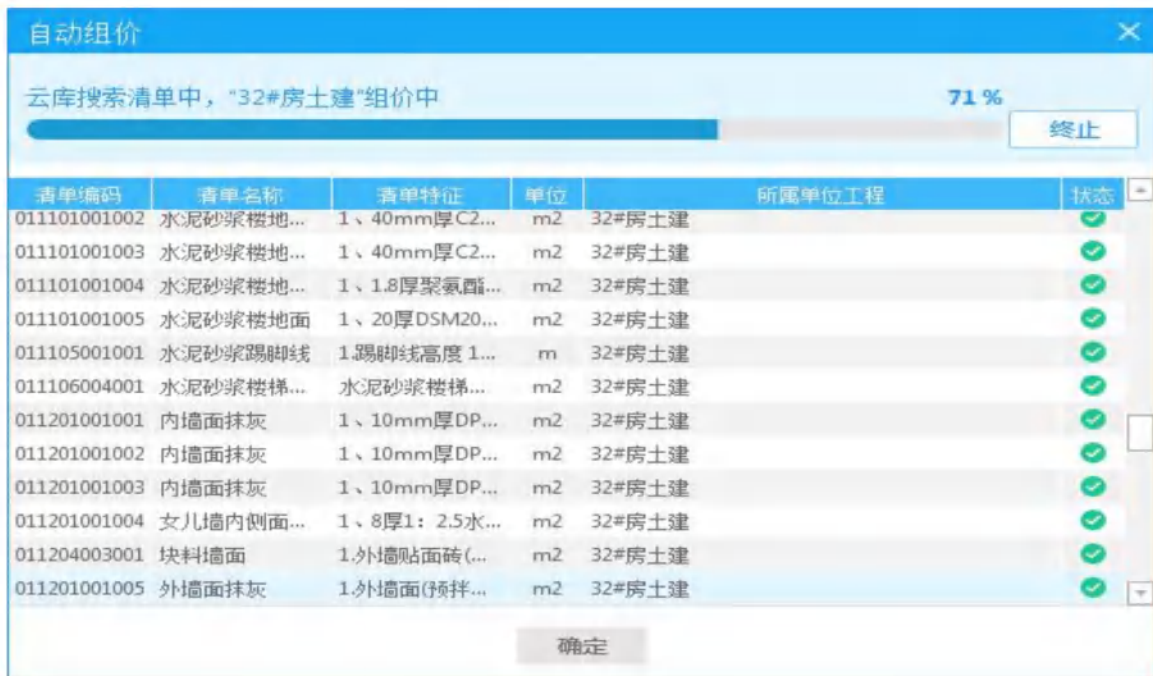 自动组价
云库搜索清单中，"32#房土建"组价中 71 %
终止
清单编码 清单名称 清单特征 单位 所属单位工程 状态
011101001002 水泥砂浆楼地... 1、40mm厚C2... m2 32#房土建
011101001003 水泥砂浆楼地... 1、40mm厚C2... m2 32#房土建
011101001004 水泥砂浆楼地... 1、1.8厚聚氨酯... m2 32#房土建
011101001005 水泥砂浆楼地面 1、20厚DSM20... m2 32#房土建
011105001001 水泥砂浆踢脚线 1.踢脚线高度 1... m 32#房土建
011106004001 水泥砂浆楼梯... 水泥砂浆楼梯... m2 32#房土建
011201001001 内墙面抹灰 1、10mm厚DP... m2 32#房土建
011201001002 内墙面抹灰 1、10mm厚DP... m2 32#房土建
011201001003 内墙面抹灰 1、10mm厚DP... m2 32#房土建
011201001004 女儿墙内侧面... 1、8厚1：2.5水... m2 32#房土建
011204003001 块料墙面 1.外墙贴面砖(... m2 32#房土建
011201001005 外墙面抹灰 1.外墙面(预拌... m2 32#房土建
确定